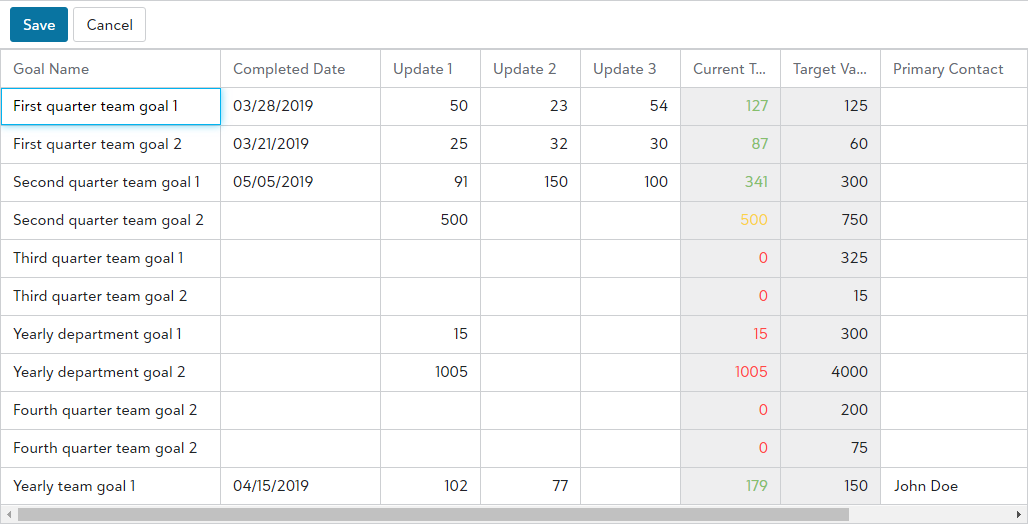 Save Cancel
Goal Name Completed Date Update 1 Update 2 Update 3 Current T... Target Va... Primary Contact
First quarter team goal 1 03/28/2019 50 23 54 127 125
First quarter team goal 2 03/21/2019 25 32 30 87 60
Second quarter team goal 1 05/05/2019 91 150 100 341 300
Second quarter team goal 2 500 500 750
Third quarter team goal 1 0 325
Third quarter team goal 2 0 15
Yearly department goal 1 15 15 300
Yearly department goal 2 1005 1005 4000
Fourth quarter team goal 2 0 200
Fourth quarter team goal 2 0 75
Yearly team goal 1 04/15/2019 102 77 179 150 John Doe